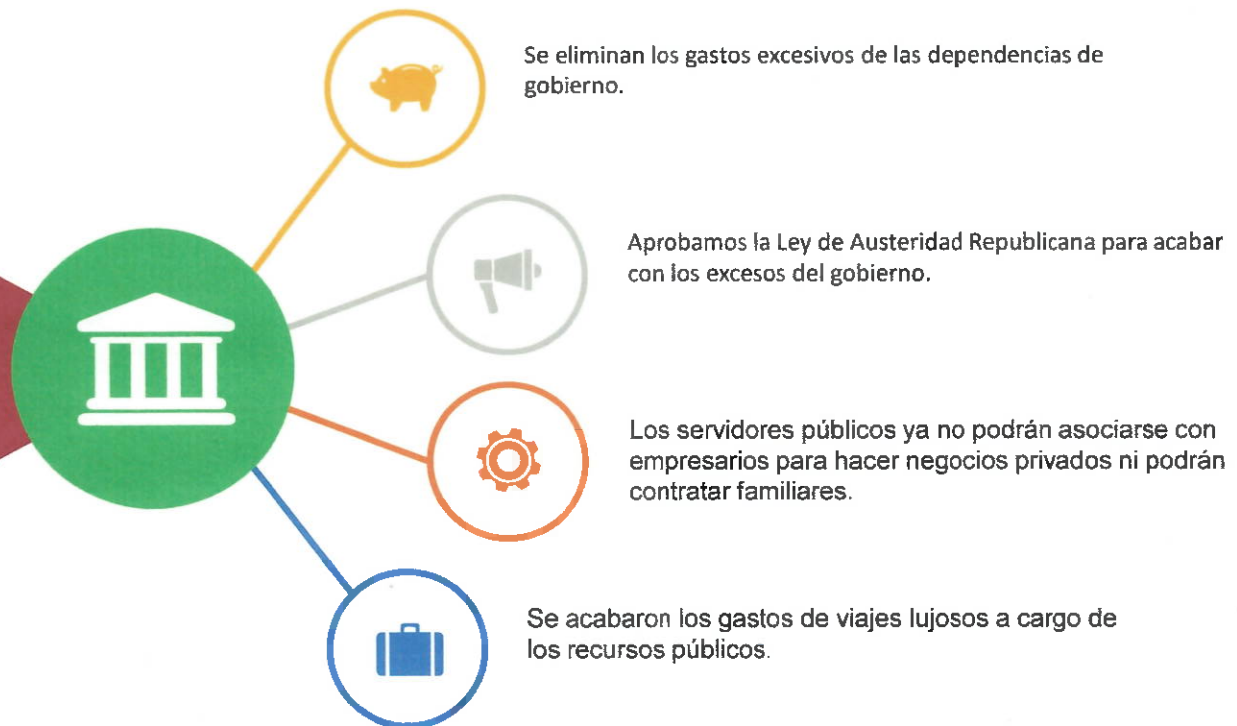 Se eliminan los gastos excesivos de las dependencias de
gobierno.
Aprobamos la Ley de Austeridad Republicana para acabar
con los excesos del gobierno.
Los servidores públicos ya no podrán asociarse con
empresarios para hacer negocios privados ni podrán
contratar familiares.
Se acabaron los gastos de viajes lujosos a cargo de
los recursos públicos.